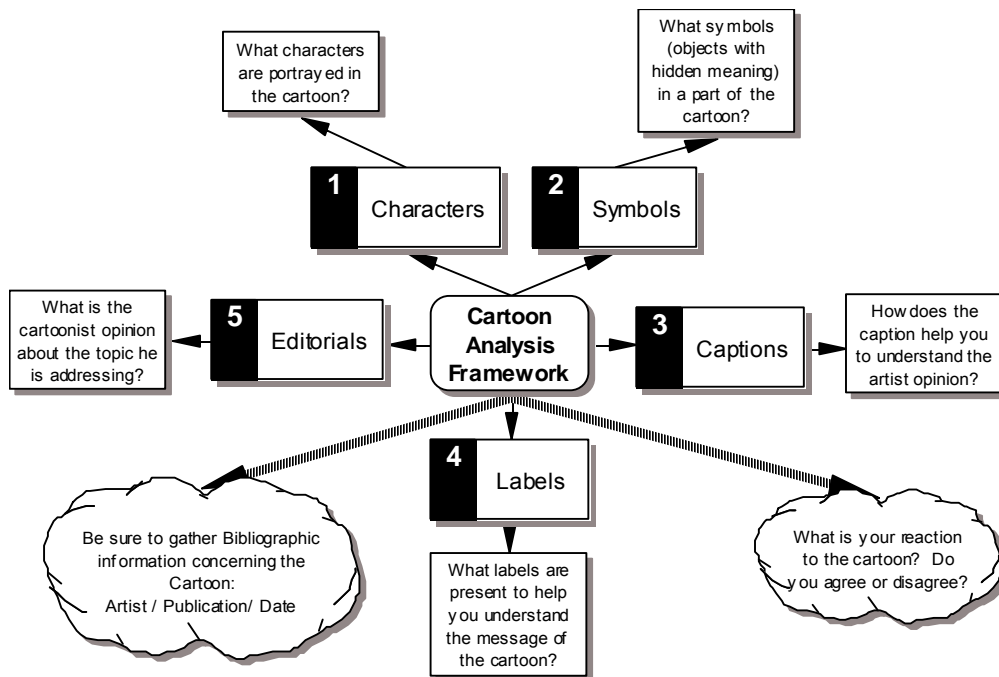 What characters
are portrayed in
the cartoon?
What symbols
(objects with
hidden meaning)
in a part of the
cartoon?
1
Characters
2
Symbols
What is the
cartoonist opinion
about the topic he
is addressing?
5
Editorials
Cartoon
Analysis
Framework
3
Captions
How does the
caption help you
to understand the
artist opinion?
4
Labels
Be sure to gather Bibliographic
information concerning the
Cartoon:
Artist / Publication/ Date
What labels are
present to help
you understand
the message of
the cartoon?
What is your reaction
to the cartoon? Do
you agree or disagree?